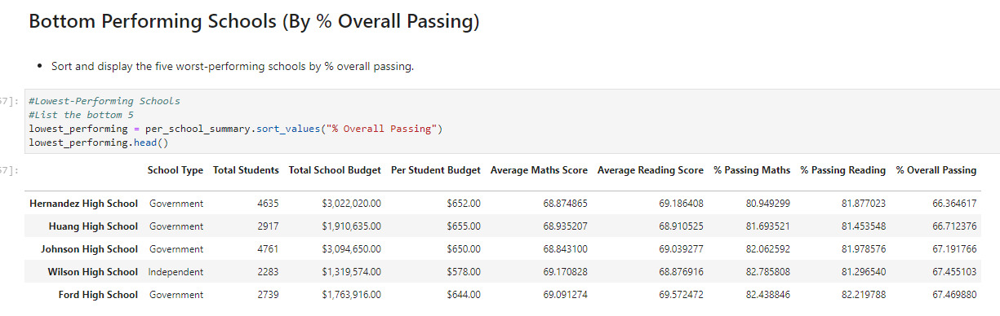 Bottom Performing Schools (By % Overall Passing)
• Sort and display the five worst-performing schools by % overall passing.
57]: #Lowest-Performing Schools
#List the bottom 5
lowest_performing = per_school_summary.sort_values("% Overall Passing")
lowest_performing.head()
57]: School Type Total Students Total School Budget Per Student Budget Average Maths Score Average Reading Score % Passing Maths % Passing Reading % Overall Passing
Hernandez High School Government 4635 $3,022,020.00 $652.00 68.874865 69.186408 80.949299 81.877023 66.364617
Huang High School Government 2917 $1,910,635.00 $655.00 68.935207 68.910525 81.693521 81.453548 66.712376
Johnson High School Government 4761 $3,094,650.00 $650.00 68.843100 69.039277 82.062592 81.978576 67.191766
Wilson High School Independent 2283 $1,319,574.00 $578.00 69.170828 68.876916 82.785808 81.296540 67.455103
Ford High School Government 2739 $1,763,916.00 $644.00 69.091274 69.572472 82.438846 82.219788 67.469880